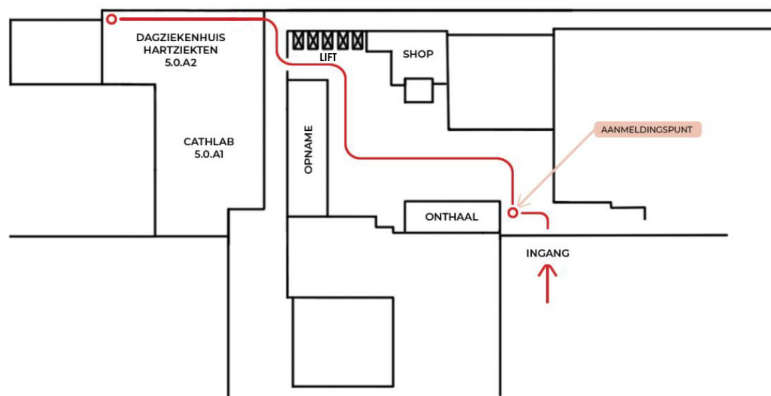 DAGZIEKENHUIS
HARTZIEKTEN
5.0.A2
LIFT
SHOP
CATHLAB
5.0.A1
OPNAME
AANMELDINGSPUNT
ONTHAAL
INGANG